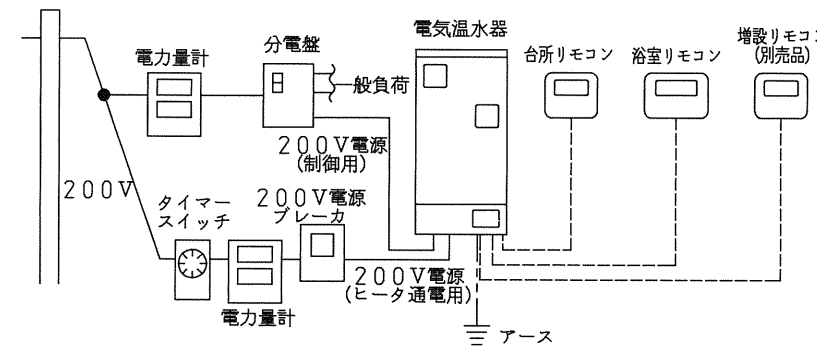 電気温水器
分電盤
電力量計
台所リモコン
浴室リモコン
増設リモコン
(別売品)
一般負荷
200V電源
(制御用)
200V
タイマー
スイッチ
200V電源
ブレーカ
200V電源
(ヒータ通電用)
電力量計
アース